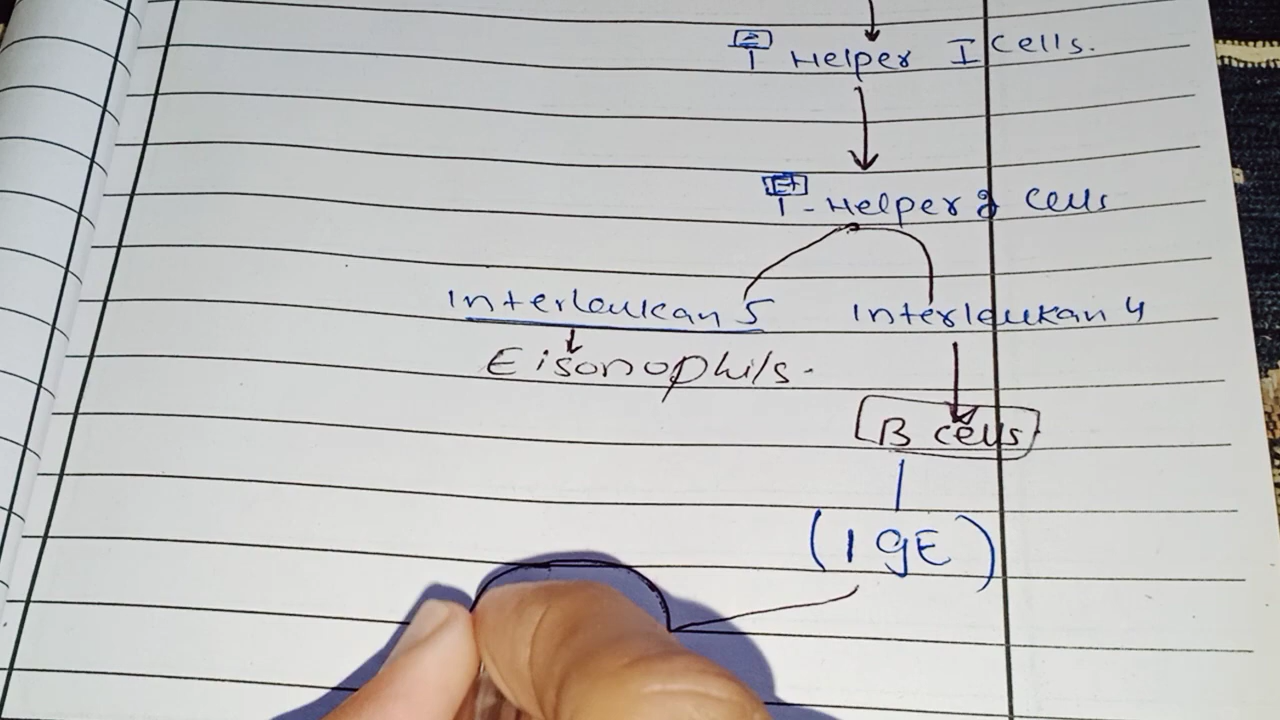 T Helper I Cells.
T-Helper 2 Cells
Interleukan 5 Interleukan 4
Eisonophils.
B cells
(IgE)